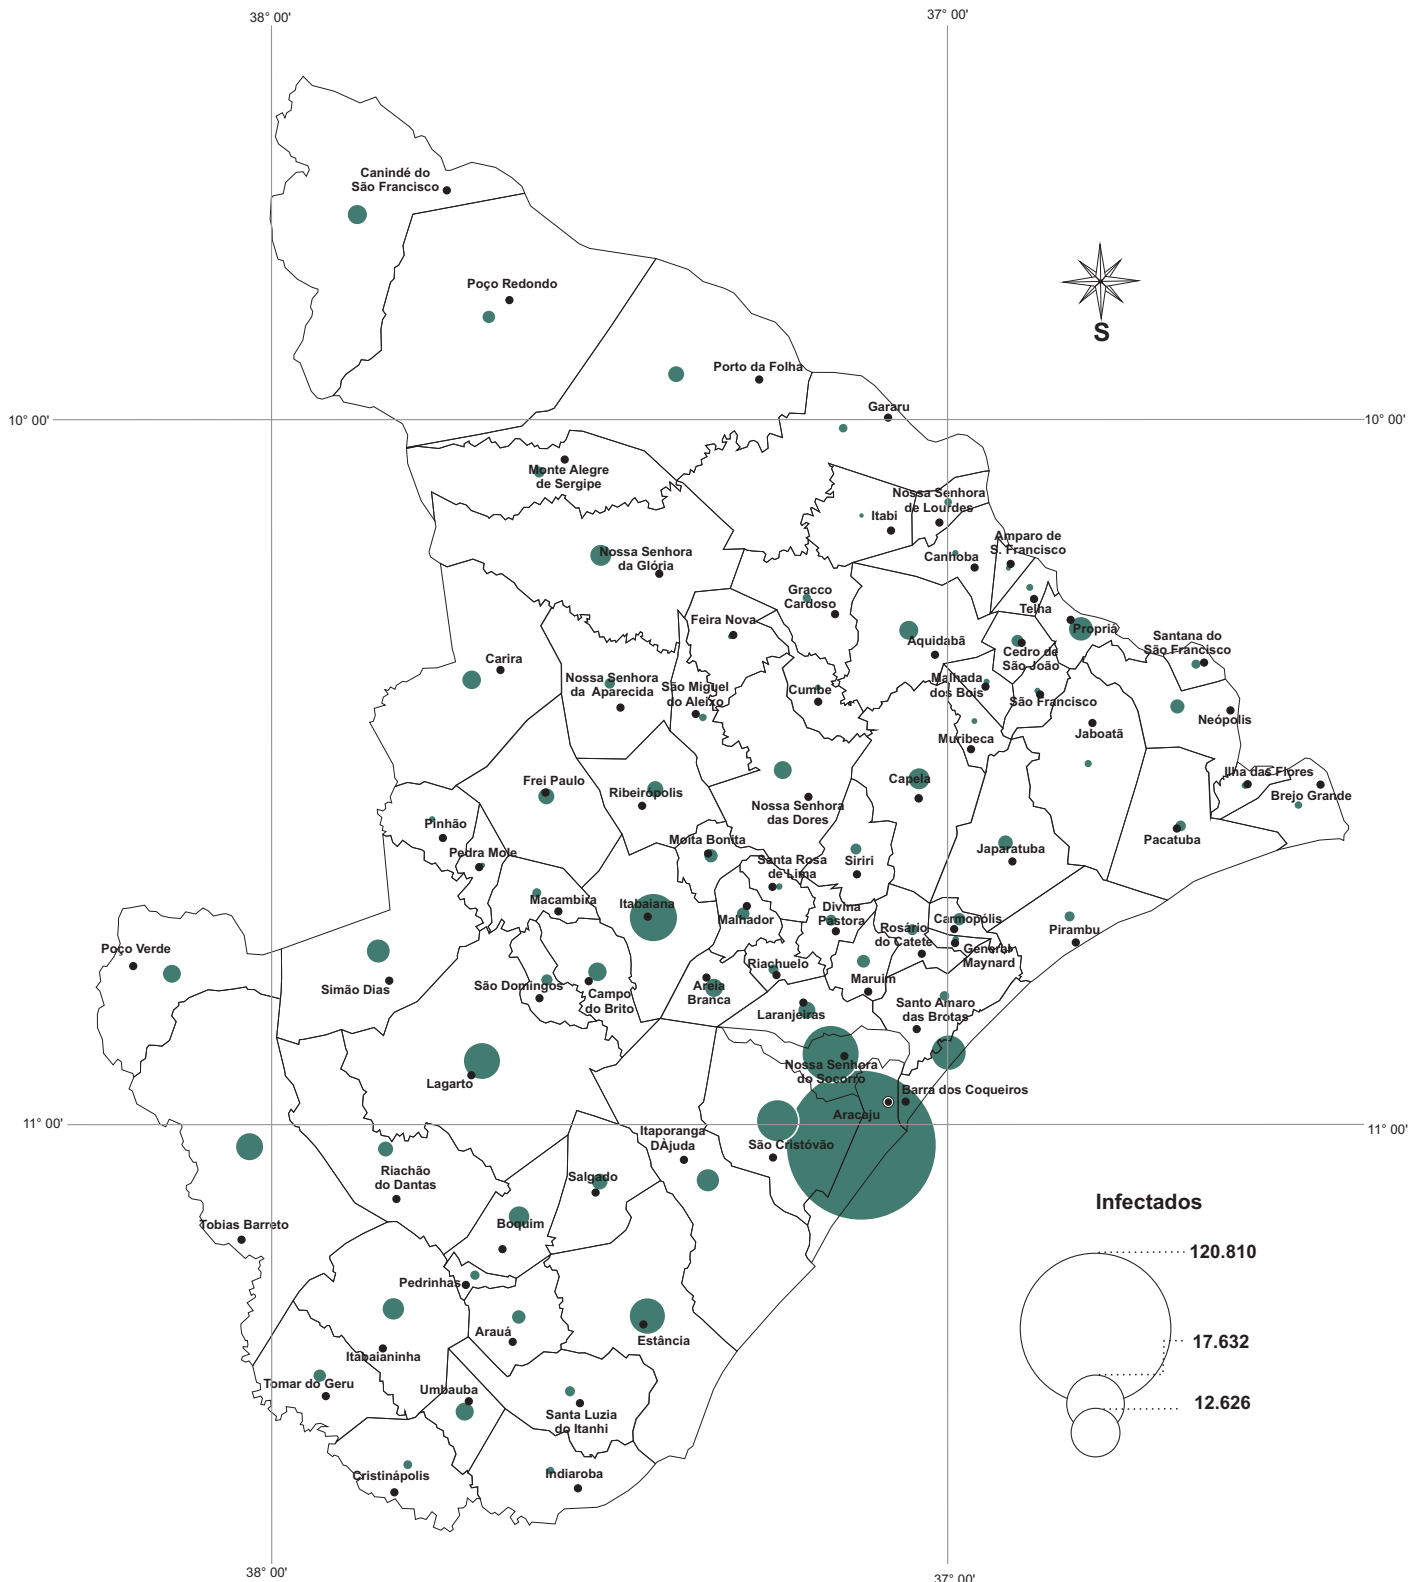 38° 00'
37° 00'
Canindé do
São Francisco
Poço Redondo
S
Porto da Folha
Gararu
10° 00'
10° 00'
Monte Alegre
de Sergipe
Nossa Senhora
de Lourdes
Itabi
Amparo de
S. Francisco
Canhoba
Nossa Senhora
da Glória
Gracco
Cardoso
Telha
Feira Nova
Propriá
Santana do
São Francisco
Aquidabã
Cedro de
São João
Carira
Nossa Senhora
da Aparecida
São Miguel
do Aleixo
Cumbe
Malhada
dos Bois
São Francisco
Neópolis
Jaboatã
Muribeca
Frei Paulo
Ribeirópolis
Capela
Ilha das Flores
Brejo Grande
Nossa Senhora
das Dores
Pinhão
Moita Bonita
Pacatuba
Pedra Mole
Santa Rosa
de Lima
Siriri
Japaratuba
Macambira
Itabaiana
Malhador
Divina
Pastora
Carmopólis
Rosário
do Catete
Pirambu
General
Maynard
Poço Verde
Simão Dias
São Domingos
Campo
do Brito
Areia
Branca
Riachuelo
Maruim
Laranjeiras
Santo Amaro
das Brotas
Nossa Senhora
do Socorro
Lagarto
Barra dos Coqueiros
Aracaju
11° 00'
11° 00'
Itaporanga
DÀjuda
São Cristóvão
Riachão
do Dantas
Salgado
Tobias Barreto
Boquim
Infectados
120.810
Pedrinhas
Arauá
Estância
17.632
Itabaianinha
Tomar do Geru
Umbauba
12.626
Santa Luzia
do Itanhi
Cristinápolis
Indiaroba
38° 00'
37° 00'